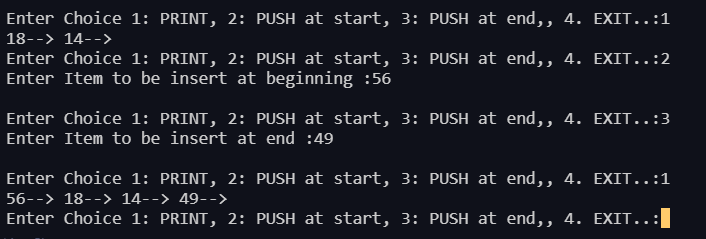 Enter Choice 1: PRINT, 2: PUSH at start, 3: PUSH at end,, 4. EXIT..:1
18--> 14-->
Enter Choice 1: PRINT, 2: PUSH at start, 3: PUSH at end,, 4. EXIT..:2
Enter Item to be insert at beginning :56
Enter Choice 1: PRINT, 2: PUSH at start, 3: PUSH at end,, 4. EXIT..:3
Enter Item to be insert at end :49
Enter Choice 1: PRINT, 2: PUSH at start, 3: PUSH at end,, 4. EXIT..:1
56--> 18--> 14--> 49-->
Enter Choice 1: PRINT, 2: PUSH at start, 3: PUSH at end,, 4. EXIT..: